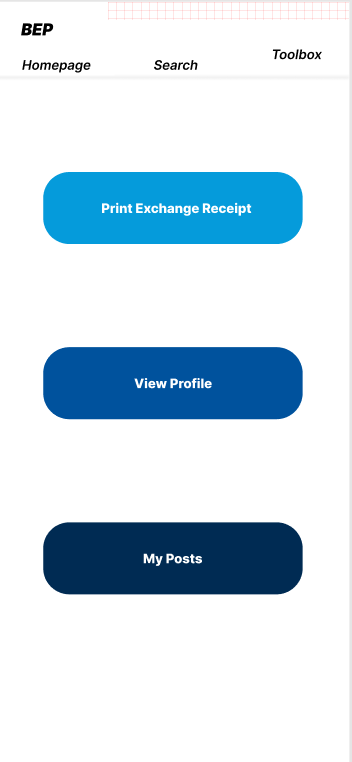 BEP
Homepage
Search
Toolbox
Print Exchange Receipt
View Profile
My Posts